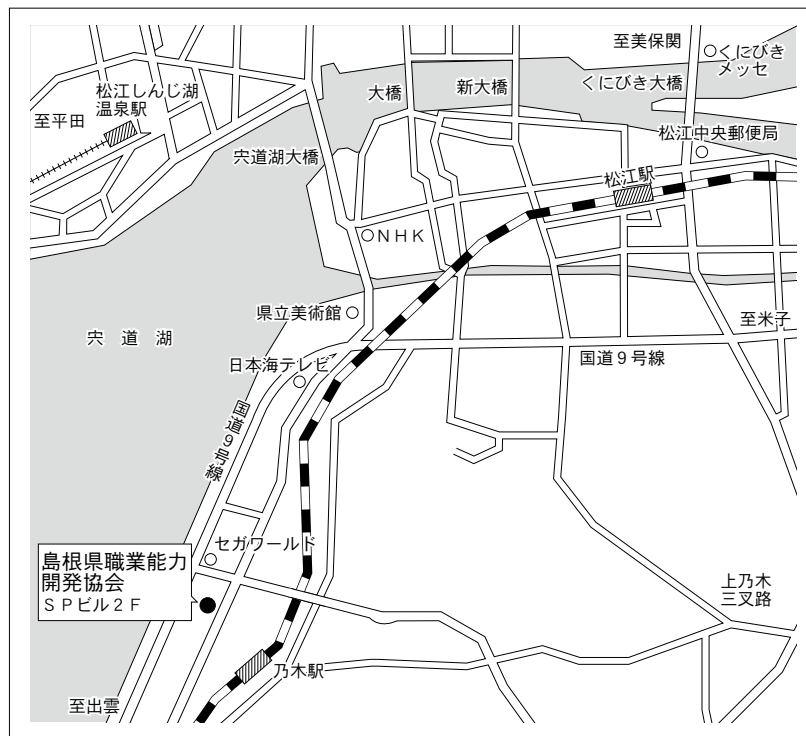 至美保関
くにびき
メッセ
松江しんじ湖
温泉駅
至平田
大橋
新大橋
くにびき大橋
宍道湖大橋
松江中央郵便局
松江駅
ＮＨＫ
県立美術館
宍道湖
至米子
国道９号線
日本海テレビ
国道９号線
セガワールド
島根県職業能力
開発協会
ＳＰビル２Ｆ
上乃木
三叉路
乃木駅
至出雲